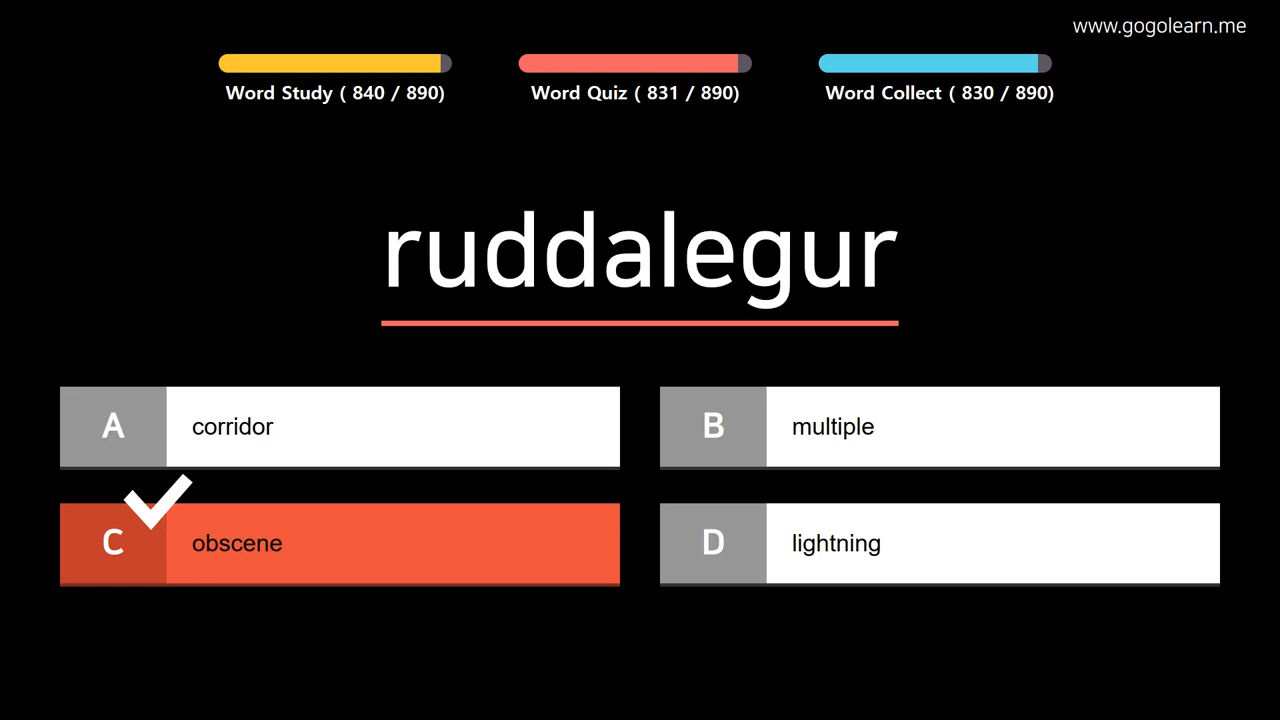 www.gogolearn.me
Word Study ( 840 / 890)
Word Quiz ( 831 / 890)
Word Collect ( 830 / 890)
ruddalegur
A corridor
B multiple
C obscene
D lightning